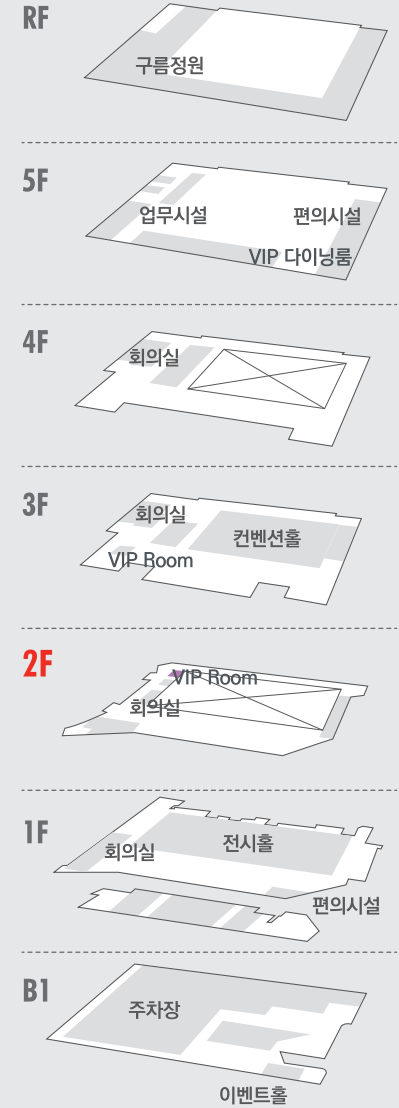 RF
구름정원
5F
업무시설
편의시설
VIP 다이닝룸
4F
회의실
3F
회의실
컨벤션홀
VIP Room
2F
VIP Room
회의실
1F
전시홀
회의실
편의시설
B1
주차장
이벤트홀